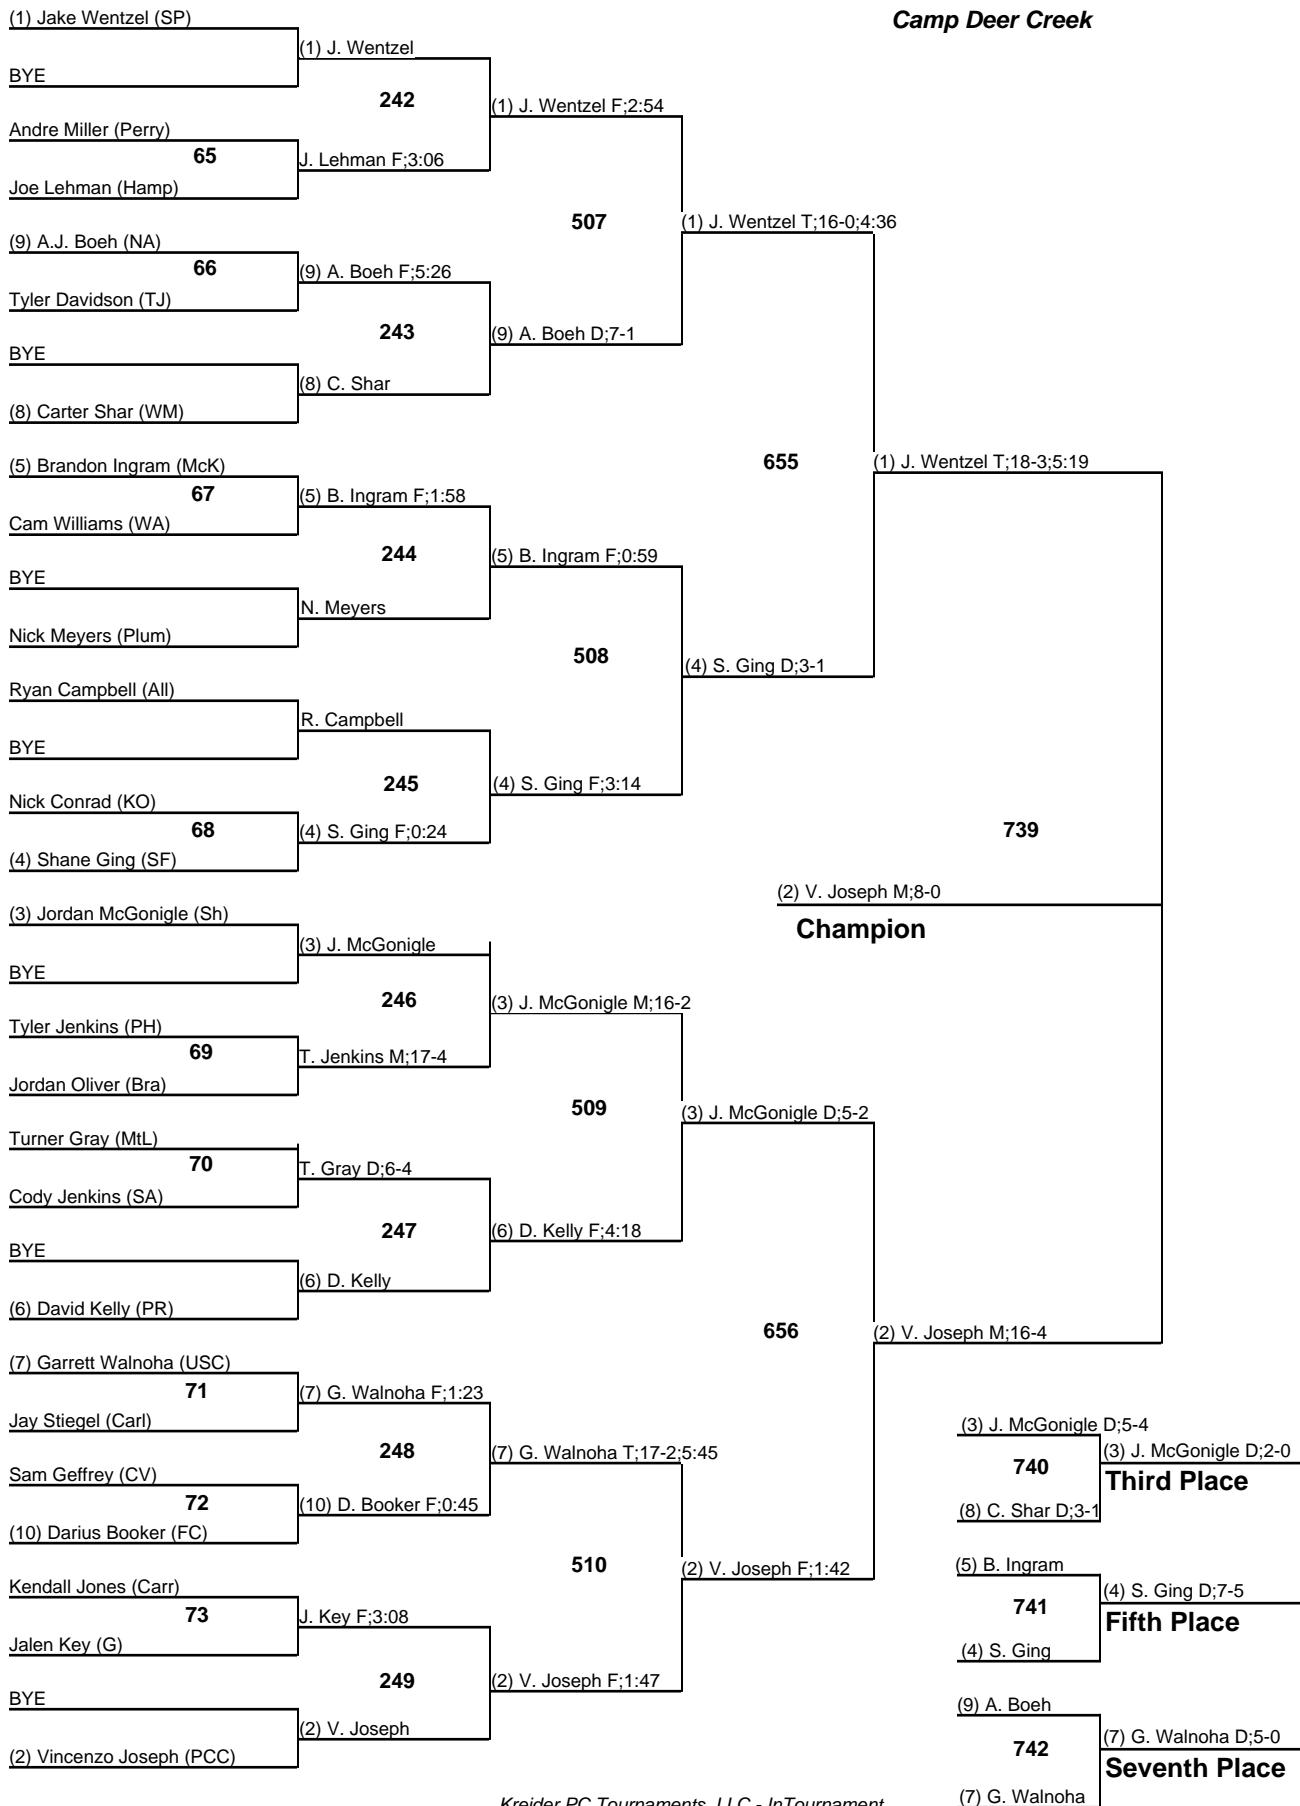 Camp Deer Creek
(1) Jake Wentzel (SP)
BYE
Andre Miller (Perry)
65
Joe Lehman (Hamp)
(9) A.J. Boeh (NA)
66
Tyler Davidson (TJ)
BYE
(8) Carter Shar (WM)
(5) Brandon Ingram (McK)
67
Cam Williams (WA)
BYE
Nick Meyers (Plum)
Ryan Campbell (All)
BYE
Nick Conrad (KO)
68
(4) Shane Ging (SF)
(3) Jordan McGonigle (Sh)
BYE
Tyler Jenkins (PH)
69
Jordan Oliver (Bra)
Turner Gray (MtL)
70
Cody Jenkins (SA)
BYE
(6) David Kelly (PR)
(7) Garrett Walnoha (USC)
71
Jay Stiegel (Carl)
Sam Geffrey (CV)
72
(10) Darius Booker (FC)
Kendall Jones (Carr)
73
Jalen Key (G)
BYE
(2) Vincenzo Joseph (PCC)
(1) J. Wentzel
242
J. Lehman F;3:06
(9) A. Boeh F;5:26
243
(8) C. Shar
(5) B. Ingram F;1:58
244
N. Meyers
R. Campbell
245
(4) S. Ging F;0:24
(3) J. McGonigle
246
T. Jenkins M;17-4
T. Gray D;6-4
247
(6) D. Kelly
(7) G. Walnoha F;1:23
248
(10) D. Booker F;0:45
J. Key F;3:08
249
(2) V. Joseph
(1) J. Wentzel F;2:54
507
(9) A. Boeh D;7-1
(5) B. Ingram F;0:59
508
(4) S. Ging F;3:14
(3) J. McGonigle M;16-2
509
(6) D. Kelly F;4:18
(7) G. Walnoha T;17-2;5:45
510
(2) V. Joseph F;1:47
(1) J. Wentzel T;16-0;4:36
655
(4) S. Ging D;3-1
(3) J. McGonigle D;5-2
656
(2) V. Joseph F;1:42
(1) J. Wentzel T;18-3;5:19
739
(2) V. Joseph M;16-4
(2) V. Joseph M;8-0
Champion
(3) J. McGonigle D;5-4
740
(8) C. Shar D;3-1
(3) J. McGonigle D;2-0
Third Place
(5) B. Ingram
741
(4) S. Ging
(4) S. Ging D;7-5
Fifth Place
(9) A. Boeh
742
(7) G. Walnoha
(7) G. Walnoha D;5-0
Seventh Place
Kreider PC Tournaments, LLC - InTournament